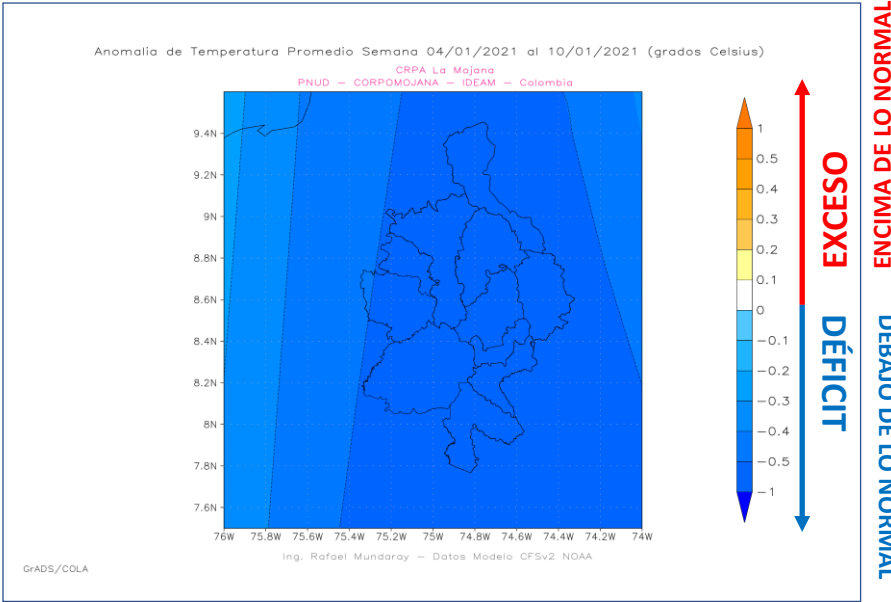 Anomalia de Temperatura Promedio Semana 04/01/2021 al 10/01/2021 (grados Celsius)
CRPA La Mojana
PNUD – CORPOMOJANA – IDEAM – Colombia
9.4N
9.2N
9N
8.8N
8.6N
8.4N
8.2N
8N
7.8N
7.6N
76W 75.8W 75.6W 75.4W 75.2W 75W 74.8W 74.6W 74.4W 74.2W 74W
1
0.5
0.4
0.3
0.2
0.1
0
−0.1
−0.2
−0.3
−0.4
−0.5
−1
EXCESO
DÉFICIT
ENCIMA DE LO NORMAL
DEBAJO DE LO NORMAL
Ing. Rafael Mundaray – Datos Modelo CFSv2 NOAA
GrADS/COLA